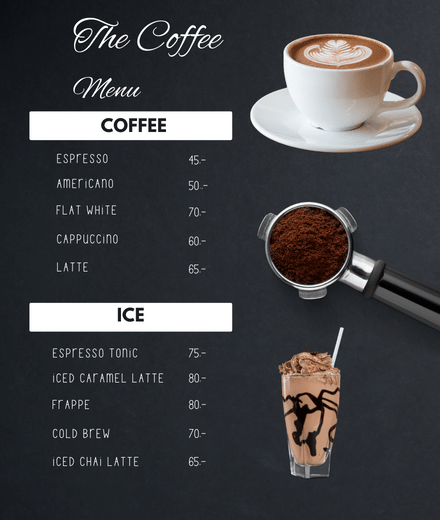 The Coffee
Menu
COFFEE
ESPRESSO 45.-
AMERICANO 50.-
FLAT WHITE 70.-
CAPPUCCINO 60.-
LATTE 65.-
ICE
ESPRESSO TONIC 75.-
ICED CARAMEL LATTE 80.-
FRAPPE 80.-
COLD BREW 70.-
ICED CHAI LATTE 65.-